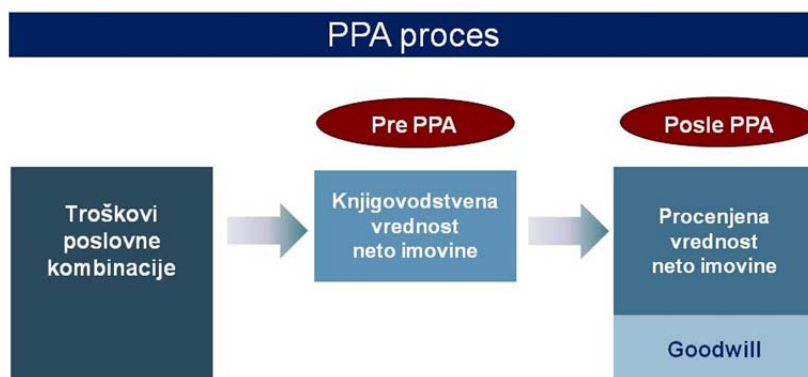 PPA proces
Pre PPA
Posle PPA
Troškovi
poslovne
kombinacije
Knjigovodstvena
vrednost
neto imovine
Procenjena
vrednost
neto imovine
Goodwill